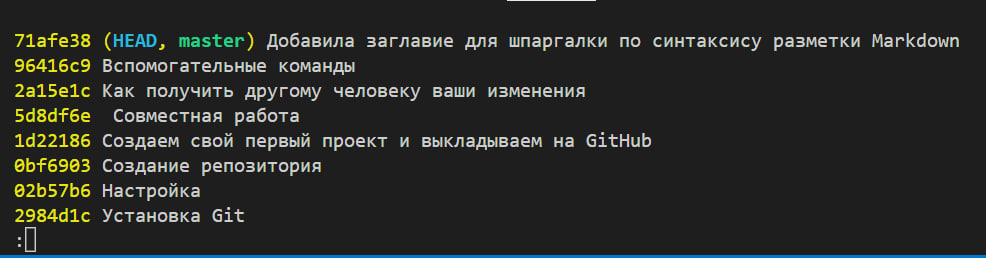 71afe38 (HEAD, master) Добавила заглавие для шпаргалки по синтаксису разметки Markdown
96416c9 Вспомогательные команды
2a15e1c Как получить другому человеку ваши изменения
5d8df6e  Совместная работа
1d22186 Создаем свой первый проект и выкладываем на GitHub
0bf6903 Создание репозитория
02b57b6 Настройка
2984d1c Установка Git
: